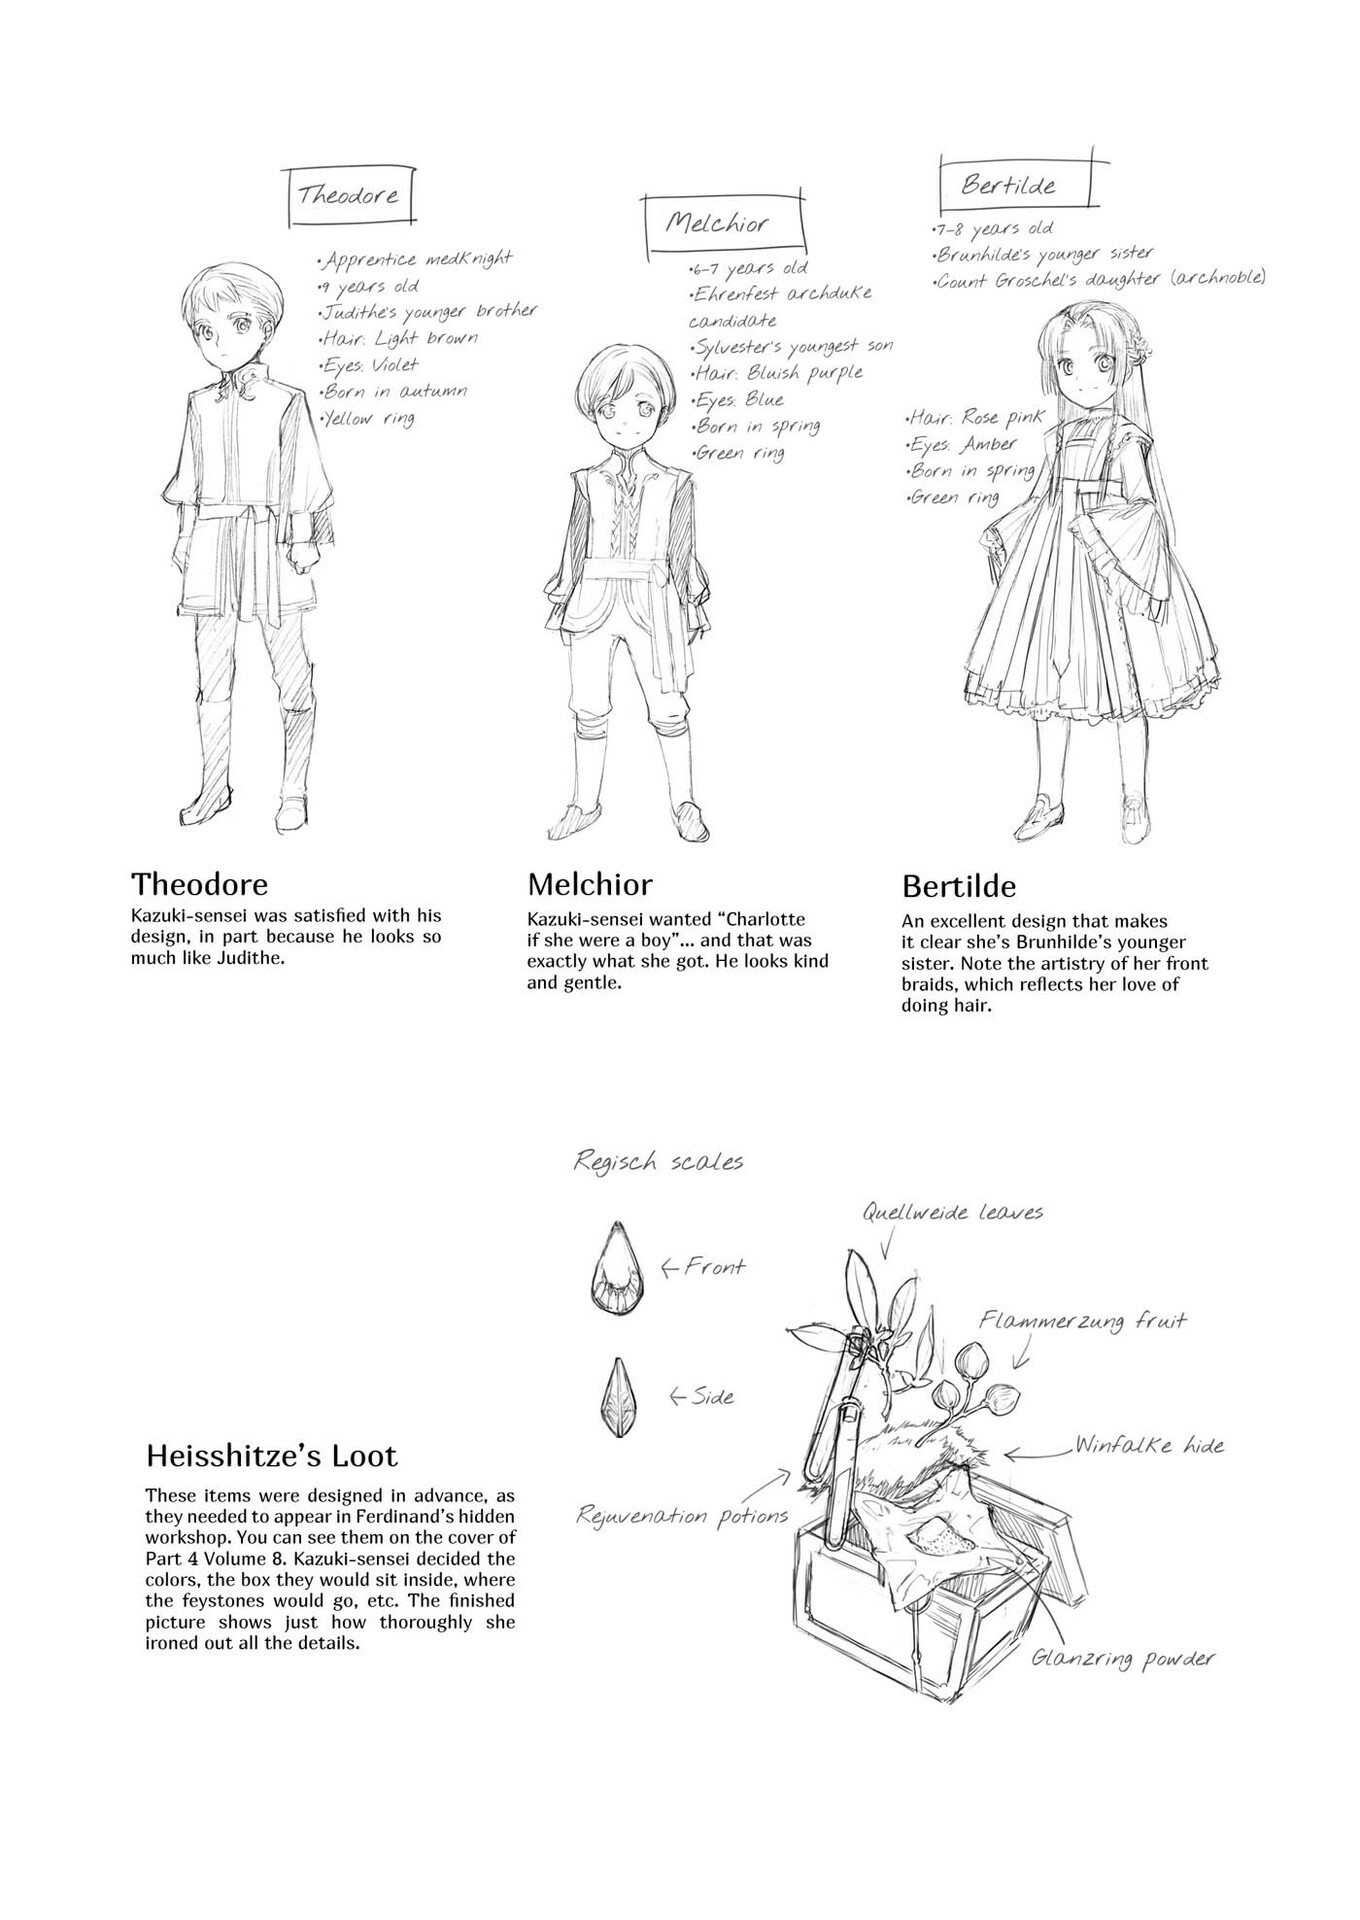 Theodore
•Apprentice medknight
•9 years old
•Judithe's younger brother
•Hair: Light brown
•Eyes: Violet
•Born in autumn
•Yellow ring
Melchior
•6-7 years old
•Ehrenfest archduke
candidate
•Sylvester's youngest son
•Hair: Bluish purple
•Eyes: Blue
•Born in spring
•Green ring
Bertilde
•7-8 years old
•Brunhilde's younger sister
•Count Groschel's daughter (archnoble)
•Hair: Rose pink
•Eyes: Amber
•Born in spring
•Green ring
Theodore
Kazuki-sensei was satisfied with his
design, in part because he looks so
much like Judithe.
Melchior
Kazuki-sensei wanted “Charlotte
if she were a boy”... and that was
exactly what she got. He looks kind
and gentle.
Bertilde
An excellent design that makes
it clear she’s Brunhilde’s younger
sister. Note the artistry of her front
braids, which reflects her love of
doing hair.
Regisch scales
←Front
←Side
Quellweide leaves
Flammerzung fruit
Winfalke hide
Rejuvenation potions
Glanzring powder
Heisshitze’s Loot
These items were designed in advance, as
they needed to appear in Ferdinand’s hidden
workshop. You can see them on the cover of
Part 4 Volume 8. Kazuki-sensei decided the
colors, the box they would sit inside, where
the feystones would go, etc. The finished
picture shows just how thoroughly she
ironed out all the details.